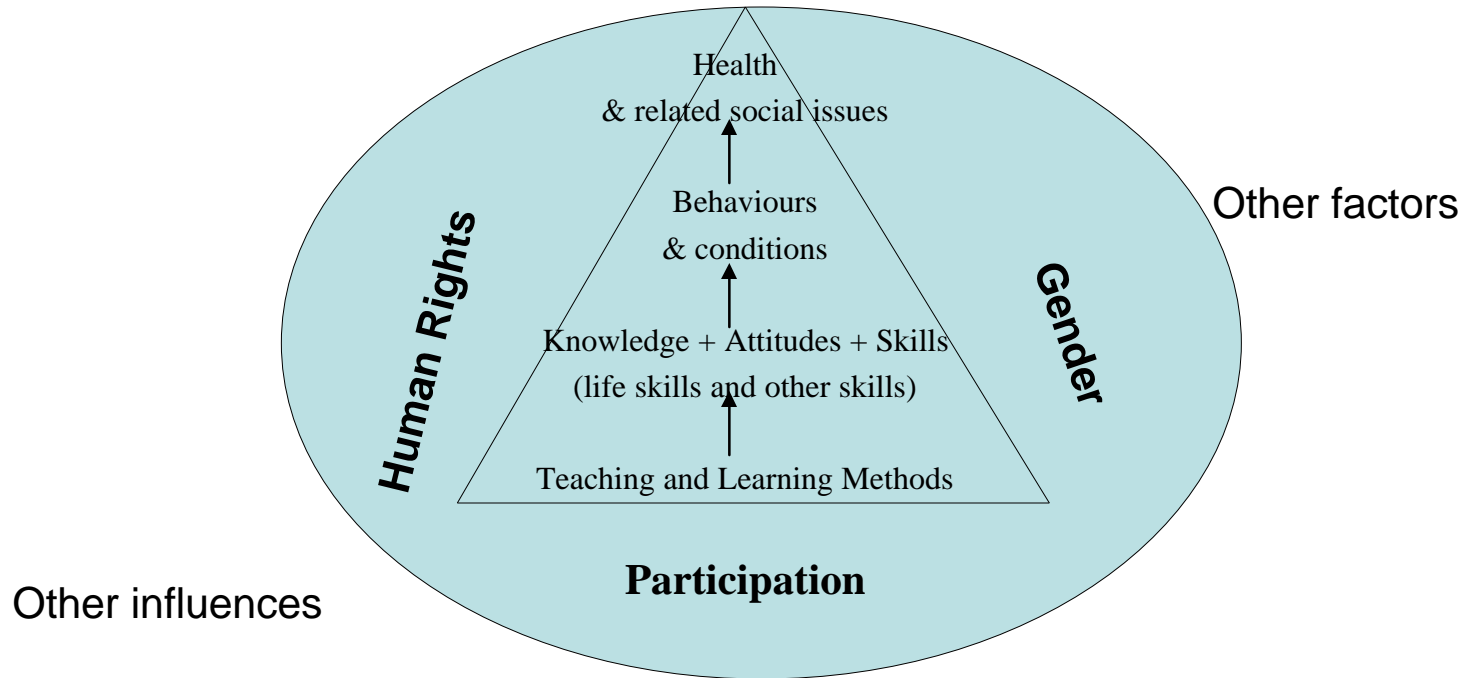 Health
& related social issues
Behaviours
& conditions
Other factors
Human Rights
Gender
Knowledge + Attitudes + Skills
(life skills and other skills)
Teaching and Learning Methods
Participation
Other influences